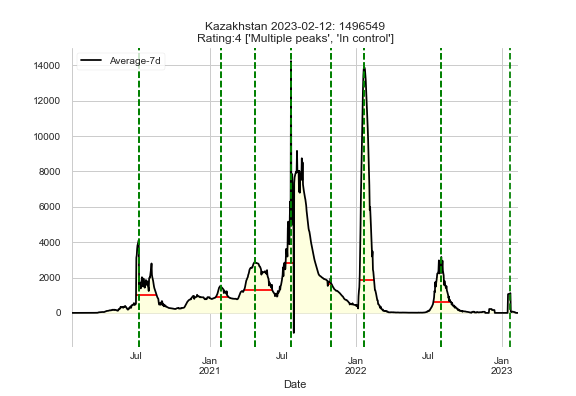 Kazakhstan 2023-02-12: 1496549
Rating:4 ['Multiple peaks', 'In control']
Average-7d
14000
12000
10000
8000
6000
4000
2000
0
Jul
Jan
2021
Jul
Jan
2022
Jul
Jan
2023
Date